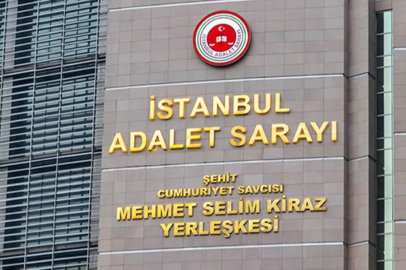 İSTANBUL
ADALET SARAYI
ŞEHİT
CUMHURİYET SAVCISI
MEHMET SELİM KİRAZ
YERLEŞKESİ